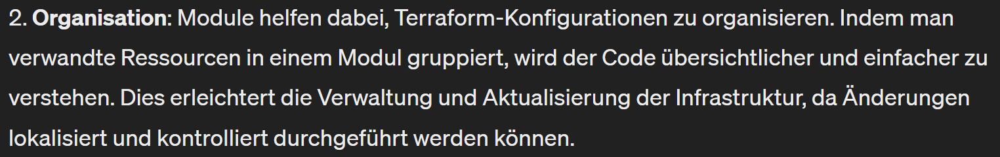 2. Organisation: Module helfen dabei, Terraform-Konfigurationen zu organisieren. Indem man
verwandte Ressourcen in einem Modul gruppiert, wird der Code übersichtlicher und einfacher zu
verstehen. Dies erleichtert die Verwaltung und Aktualisierung der Infrastruktur, da Änderungen
lokalisiert und kontrolliert durchgeführt werden können.